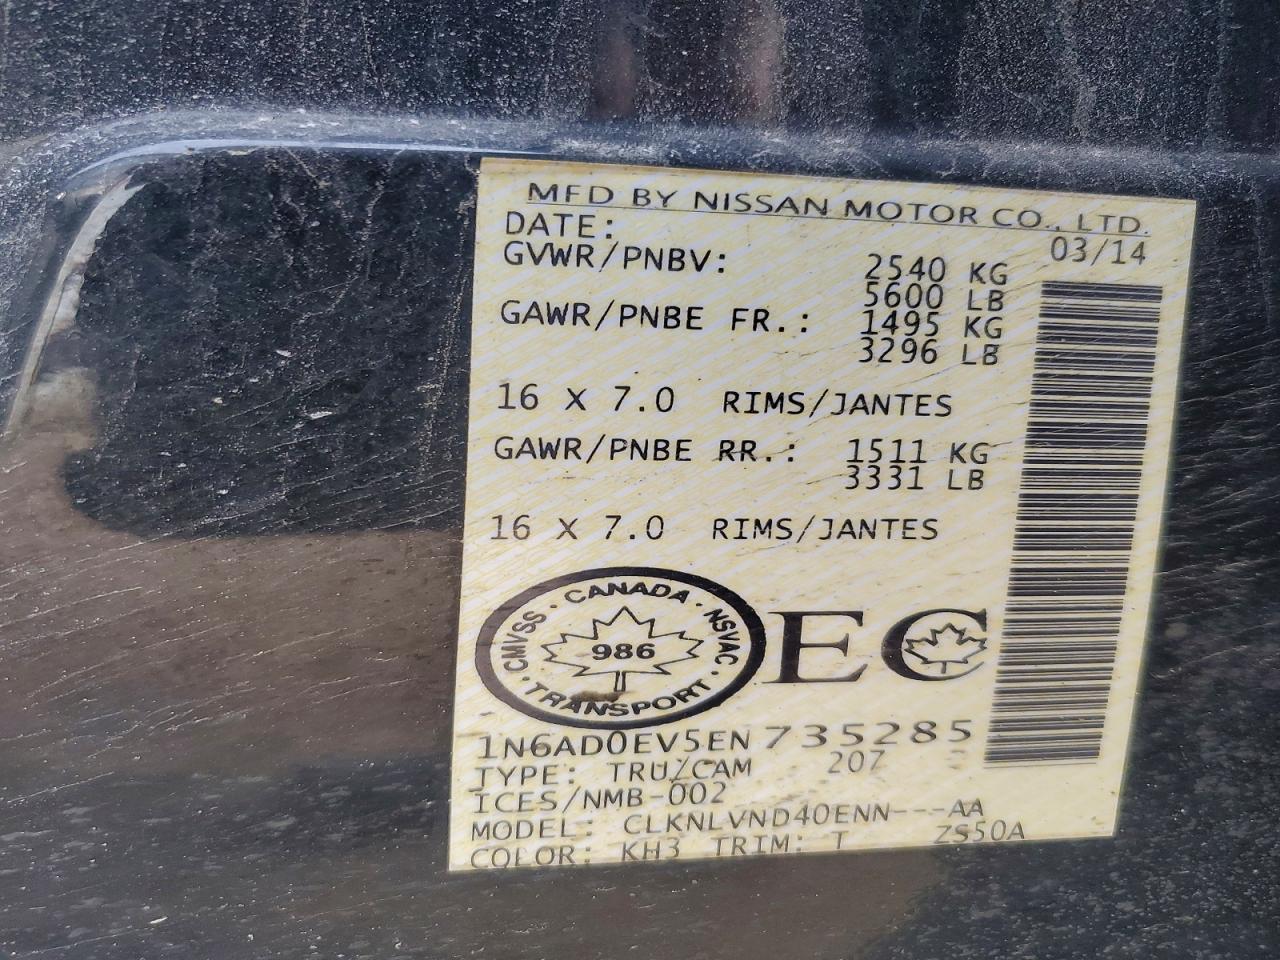 MFD BY NISSAN MOTOR CO., LTD.
DATE: 03/14
GVWR/PNBV: 2540 KG
5600 LB
GAWR/PNBE FR.: 1495 KG
3296 LB
16 X 7.0 RIMS/JANTES
GAWR/PNBE RR.: 1511 KG
3331 LB
16 X 7.0 RIMS/JANTES
CANADA · NSVAC · TRANSPORT · CMVSS ·
986
EC
1N6AD0EV5EN735285
TYPE: TRU/CAM 207
ICES/NMB-002
MODEL: CLKNLVND40ENN---AA
COLOR: KH3 TRIM: T ZS50A